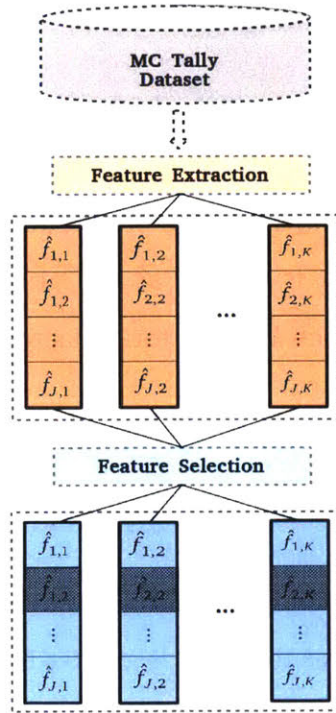 MC Tally
Dataset
Feature Extraction
f̂₁,₁ f̂₁,₂ f̂₁,K
f̂₁,₂ f̂₂,₂ f̂₂,K
⋮ ⋮ ... ⋮
f̂J,₁ f̂J,₂ f̂J,K
Feature Selection
f̂₁,₁ f̂₁,₂ f̂₁,K
f̂₁,₂ f̂₂,₂ f̂₂,K
⋮ ⋮ ... ⋮
f̂J,₁ f̂J,₂ f̂J,K